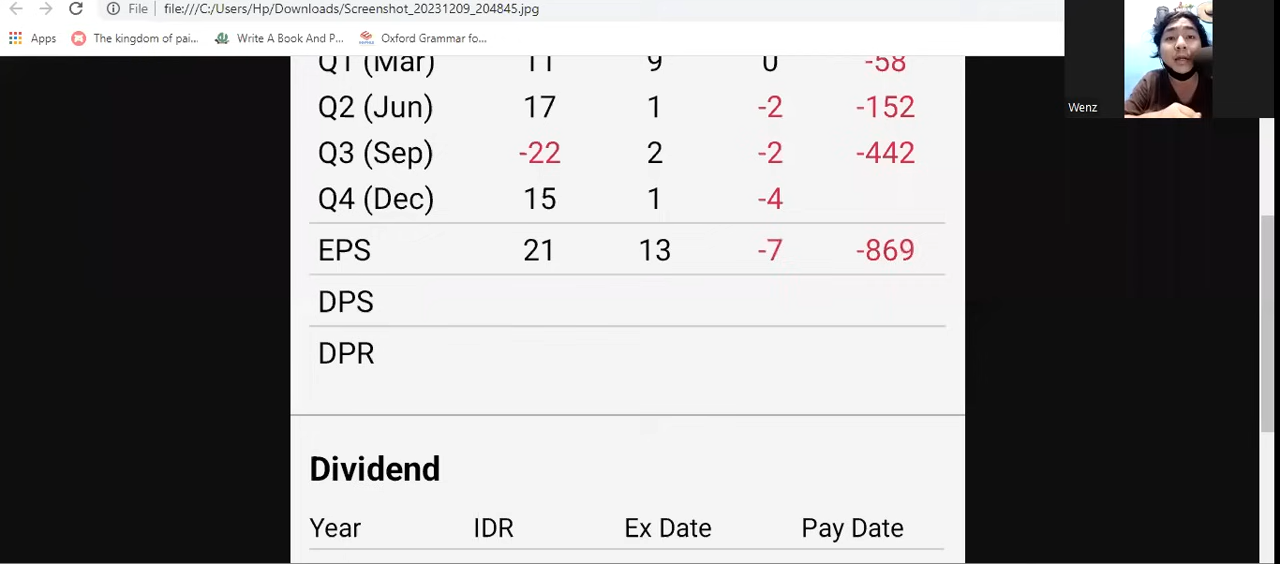 File file:///C:/Users/Hp/Downloads/Screenshot_20231209_204845.jpg
Apps The kingdom of pai... Write A Book And P... Oxford Grammar fo...
Wenz
Q1 (Mar) 11 9 0 -58
Q2 (Jun) 17 1 -2 -152
Q3 (Sep) -22 2 -2 -442
Q4 (Dec) 15 1 -4
EPS 21 13 -7 -869
DPS
DPR
Dividend
Year IDR Ex Date Pay Date